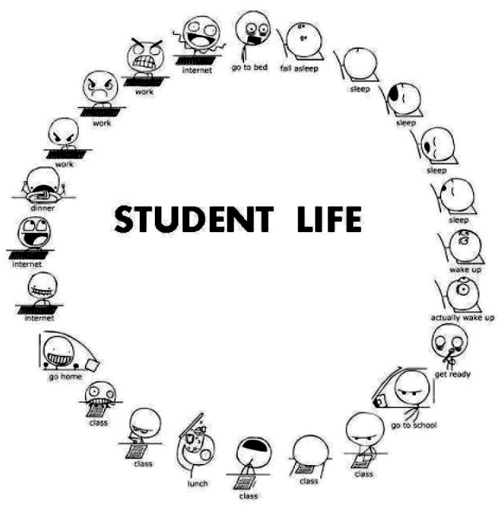 internet
go to bed
fall asleep
sleep
sleep
sleep
sleep
wake up
actually wake up
get ready
go to school
class
class
class
lunch
class
class
go home
internet
internet
dinner
work
work
work
STUDENT LIFE